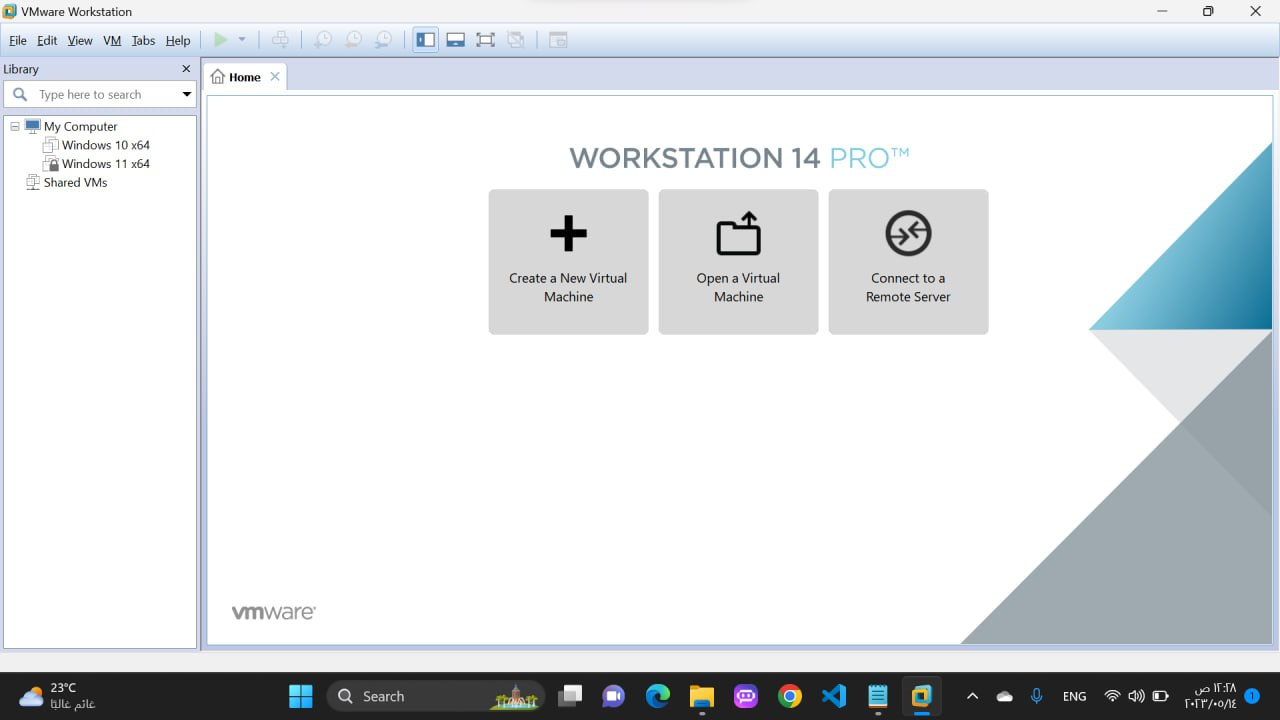 VMware Workstation
File Edit View VM Tabs Help
Library
Type here to search
My Computer
Windows 10 x64
Windows 11 x64
Shared VMs
Home
WORKSTATION 14 PRO™
Create a New Virtual
Machine
Open a Virtual
Machine
Connect to a
Remote Server
vmware®
23°C
غائم غالبًا
Search
ENG
١٢:٢٨ ص
٢٠٢٣/٠٥/١٤
1